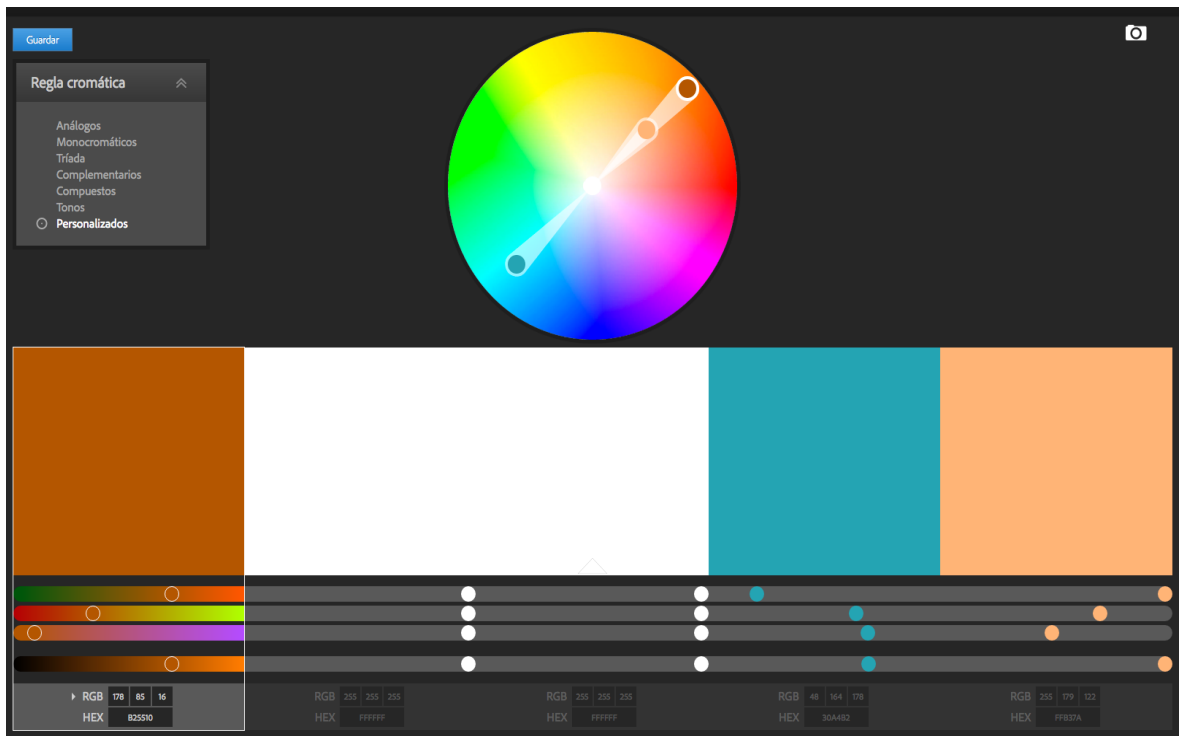 Guardar
Regla cromática
Análogos
Monocromáticos
Tríada
Complementarios
Compuestos
Tonos
Personalizados
RGB 178 85 16
HEX B25510
RGB 255 255 255
HEX FFFFFF
RGB 255 255 255
HEX FFFFFF
RGB 48 164 178
HEX 30A4B2
RGB 255 179 122
HEX FFB37A